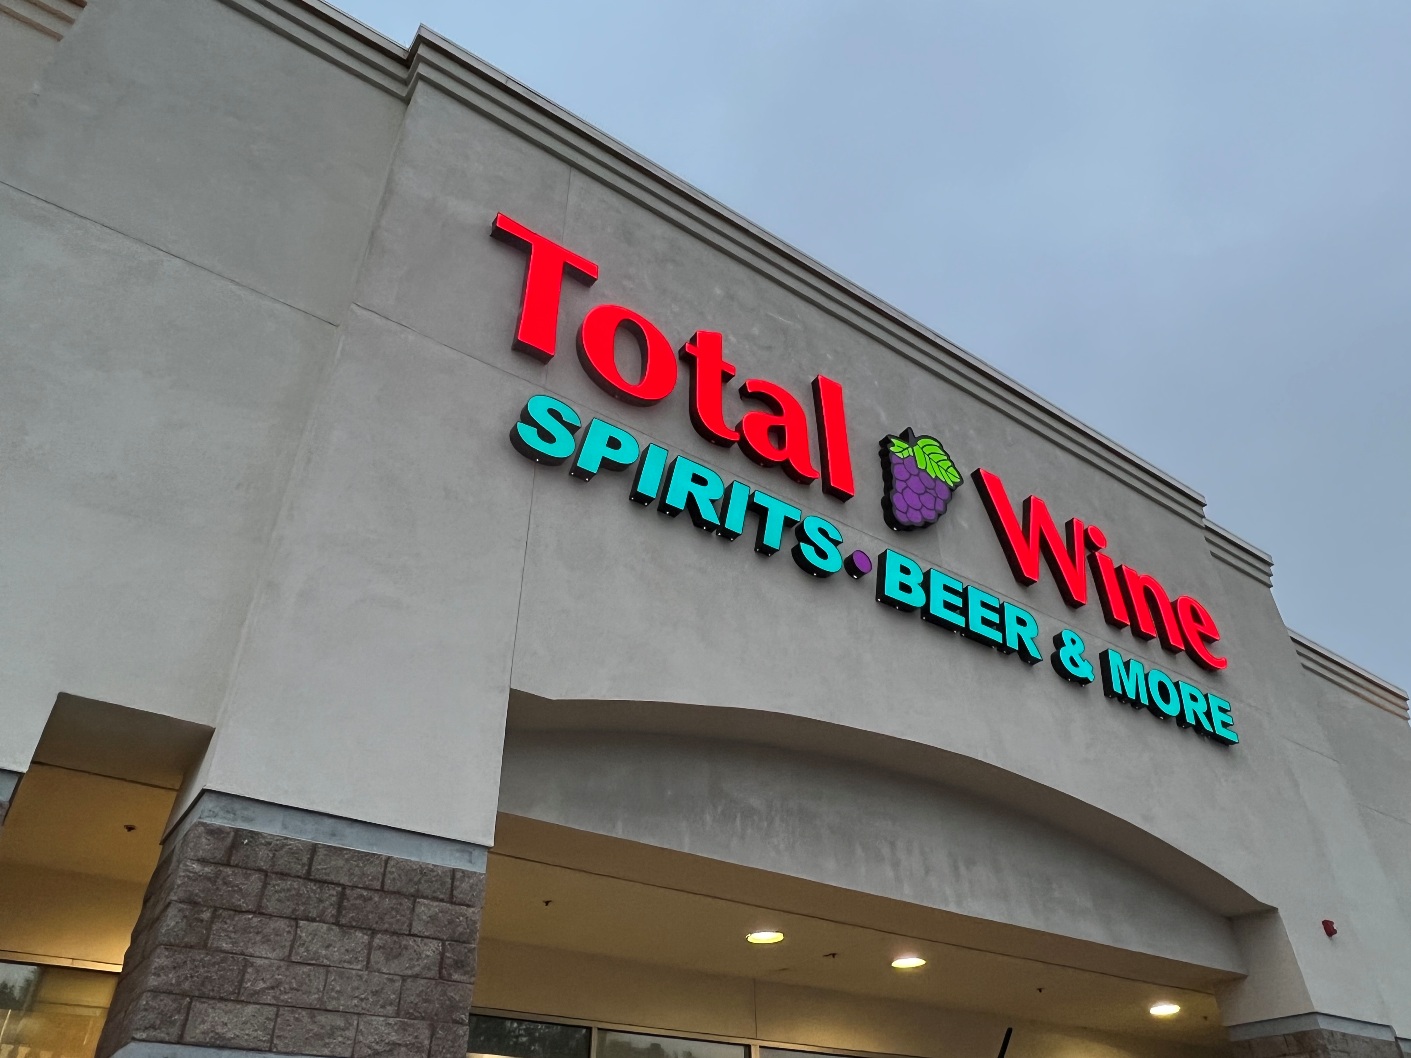 Total Wine
SPIRITS • BEER & MORE